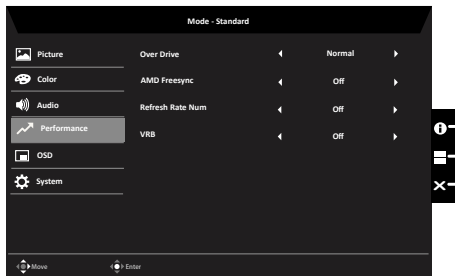 Mode - Standard
Picture
Over Drive Normal
Color
AMD Freesync Off
Audio
Refresh Rate Num Off
Performance
VRB Off
OSD
System
Move Enter